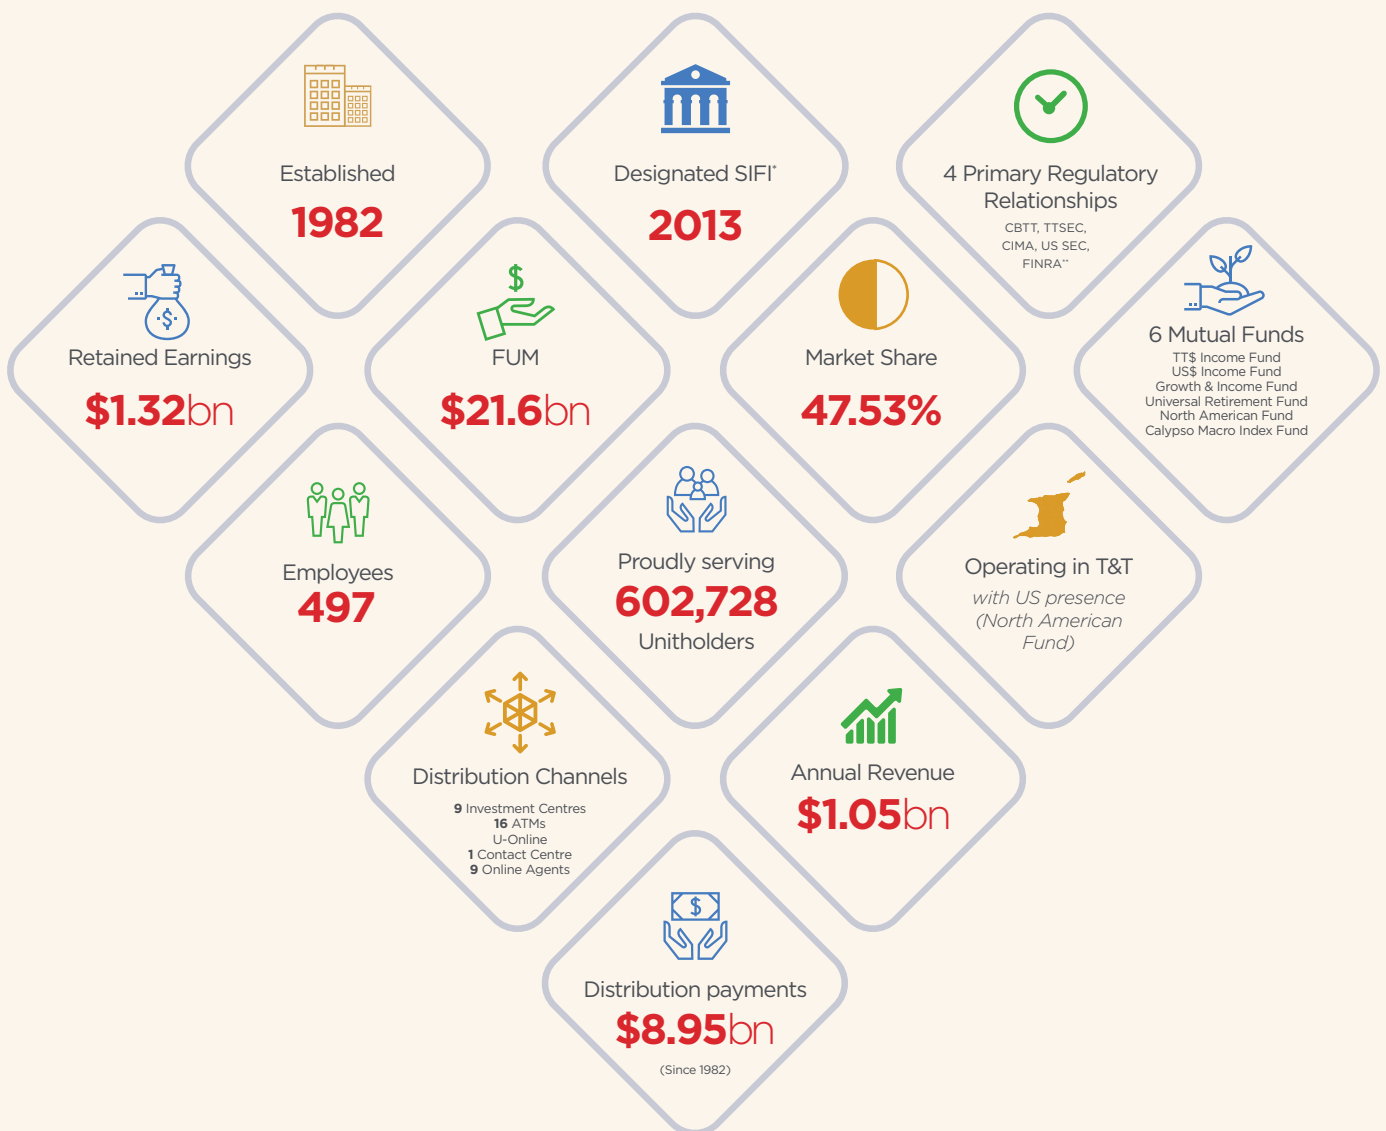 Established
1982
Designated SIFI*
2013
4 Primary Regulatory
Relationships
CBTT, TTSEC,
CIMA, US SEC,
FINRA**
Retained Earnings
$1.32bn
$
FUM
$21.6bn
Market Share
47.53%
6 Mutual Funds
TT$ Income Fund
US$ Income Fund
Growth & Income Fund
Universal Retirement Fund
North American Fund
Calypso Macro Index Fund
Employees
497
Proudly serving
602,728
Unitholders
Operating in T&T
with US presence
(North American
Fund)
Distribution Channels
9 Investment Centres
16 ATMs
U-Online
1 Contact Centre
9 Online Agents
Annual Revenue
$1.05bn
$
Distribution payments
$8.95bn
(Since 1982)